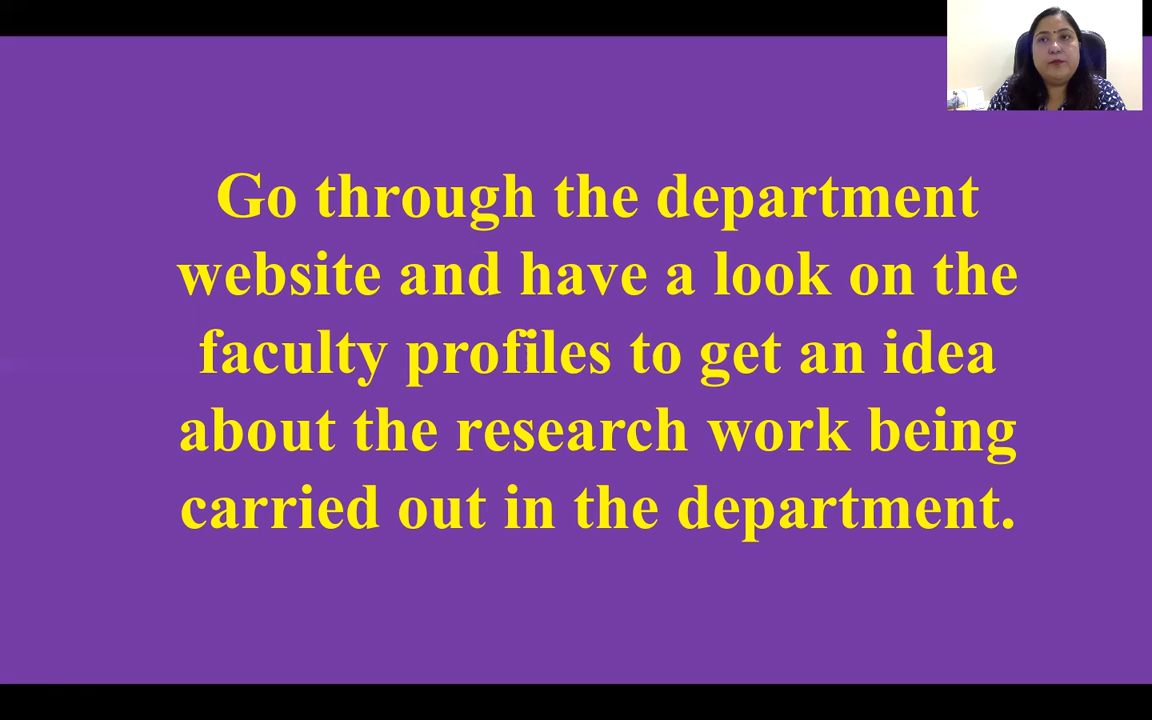 Go through the department
website and have a look on the
faculty profiles to get an idea
about the research work being
carried out in the department.